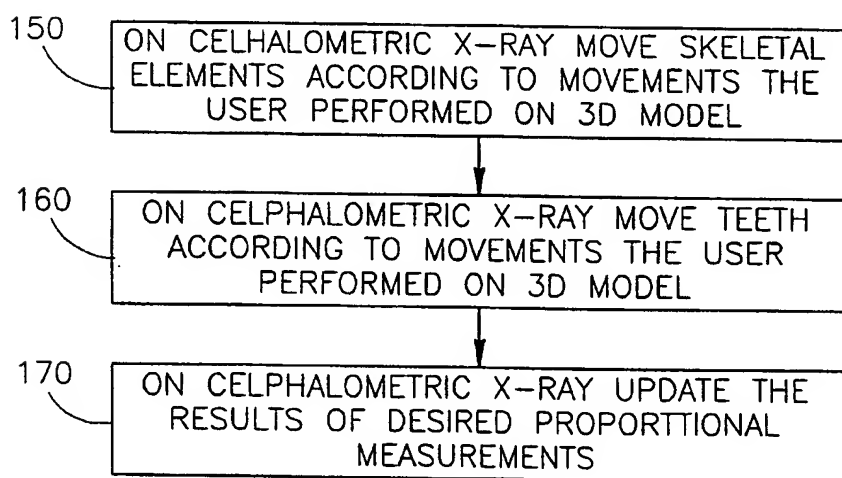 150
ON CELHALOMETRIC X-RAY MOVE SKELETAL
ELEMENTS ACCORDING TO MOVEMENTS THE
USER PERFORMED ON 3D MODEL
160
ON CELPHALOMETRIC X-RAY MOVE TEETH
ACCORDING TO MOVEMENTS THE USER
PERFORMED ON 3D MODEL
170
ON CELPHALOMETRIC X-RAY UPDATE THE
RESULTS OF DESIRED PROPORTTIONAL
MEASUREMENTS